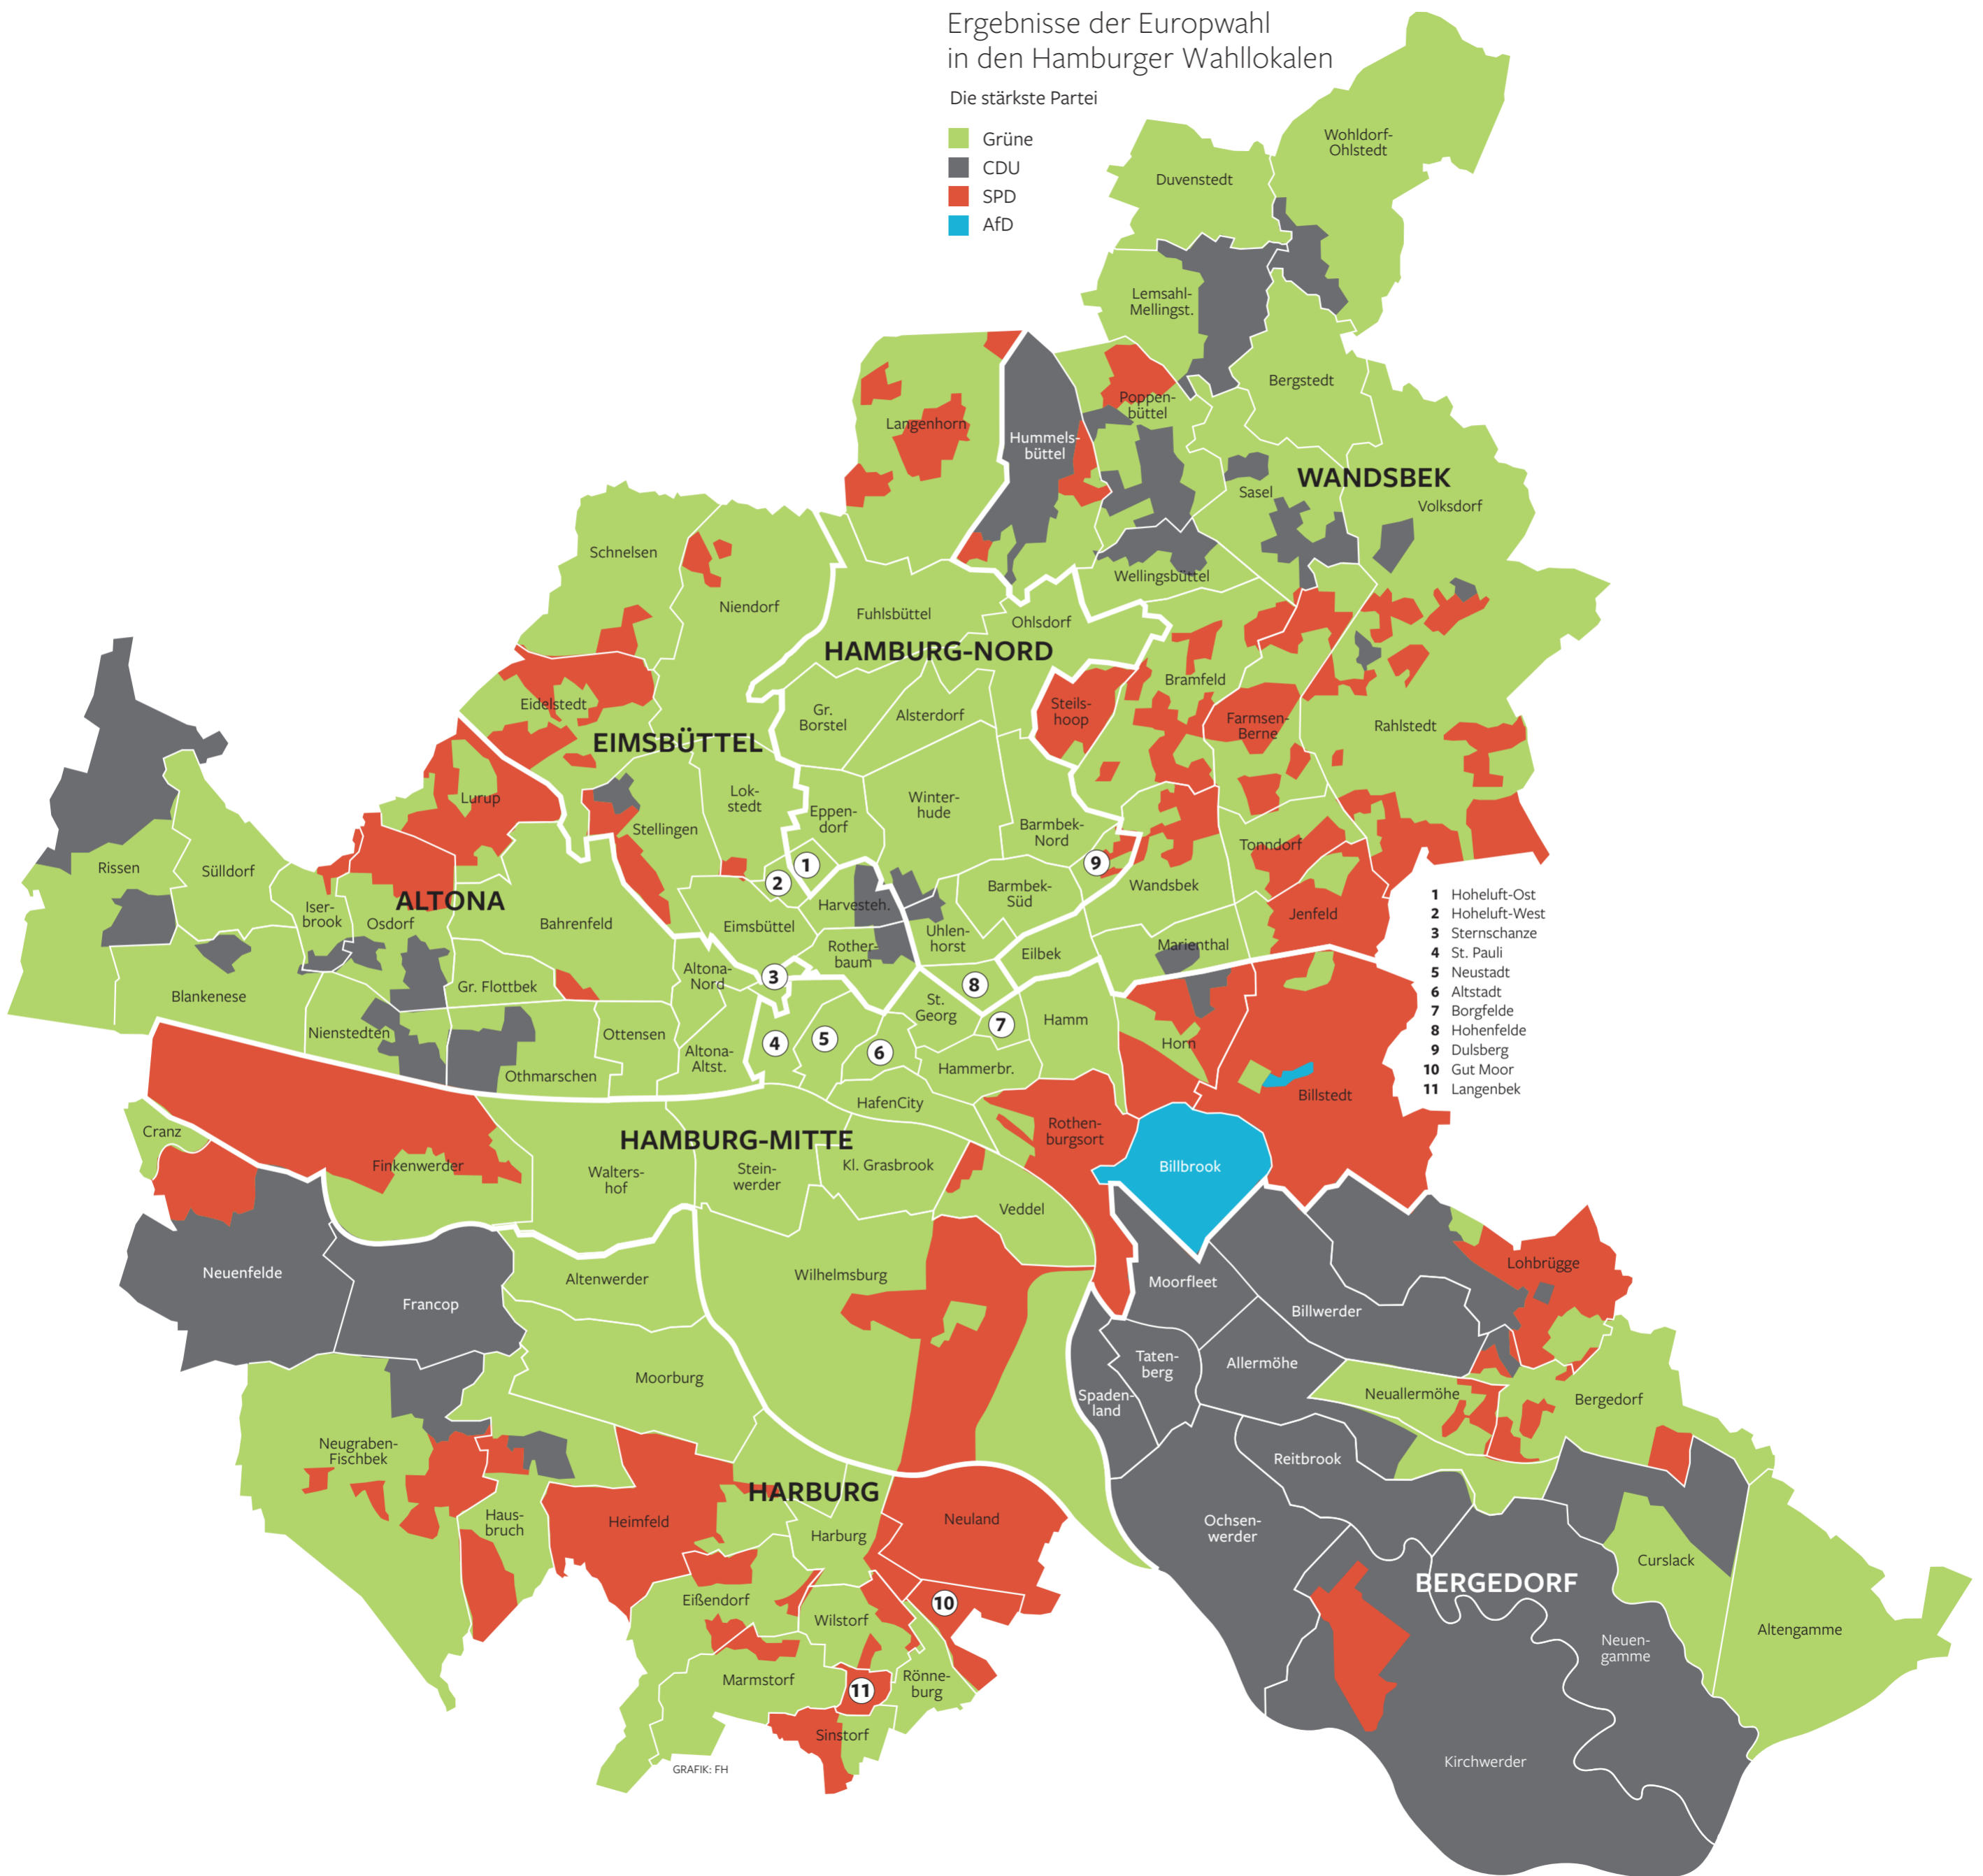 Ergebnisse der Europwahl
in den Hamburger Wahllokalen
Die stärkste Partei
Grüne
CDU
SPD
AfD
Wohldorf-
Ohlstedt
Duvenstedt
Lemsahl-
Mellingst.
Bergstedt
Poppen-
büttel
Langenhorn
Hummels-
büttel
WANDSBEK
Sasel
Volksdorf
Schnelsen
Wellingsbüttel
Niendorf
Fuhlsbüttel
Ohlsdorf
HAMBURG-NORD
Bramfeld
Eidelstedt
Gr.
Borstel
Alsterdorf
Steils-
hoop
Farmsen-
Berne
Rahlstedt
EIMSBÜTTEL
Lurup
Lok-
stedt
Eppen-
dorf
Winter-
hude
Stellingen
Barmbek-
Nord
Tonndorf
Rissen
Sülldorf
1
2
9
Wandsbek
Barmbek-
Süd
ALTONA
Iser-
brook
Osdorf
Bahrenfeld
Eimsbüttel
Harvesteh.
Jenfeld
Uhlen-
horst
Rother-
baum
Eilbek
Marienthal
1 Hoheluft-Ost
2 Hoheluft-West
3 Sternschanze
4 St. Pauli
5 Neustadt
6 Altstadt
7 Borgfelde
8 Hohenfelde
9 Dulsberg
10 Gut Moor
11 Langenbek
Blankenese
Gr. Flottbek
Altona-
Nord
3
8
St.
Georg
7
Hamm
Nienstedten
Ottensen
4
5
6
Horn
Othmarschen
Altona-
Altst.
Hammerbr.
Billstedt
HafenCity
Cranz
HAMBURG-MITTE
Rothen-
burgsort
Finkenwerder
Walters-
hof
Stein-
werder
Kl. Grasbrook
Billbrook
Veddel
Neuenfelde
Francop
Altenwerder
Wilhelmsburg
Moorfleet
Lohbrügge
Billwerder
Moorburg
Taten-
berg
Allermöhe
Spaden-
land
Neuallermöhe
Bergedorf
Neugraben-
Fischbek
Reitbrook
HARBURG
Haus-
bruch
Heimfeld
Harburg
Neuland
Ochsen-
werder
Curslack
BERGEDORF
Eißendorf
Wilstorf
10
Altengamme
Neuen-
gamme
Marmstorf
11
Rönne-
burg
Sinstorf
Kirchwerder
GRAFIK: FH